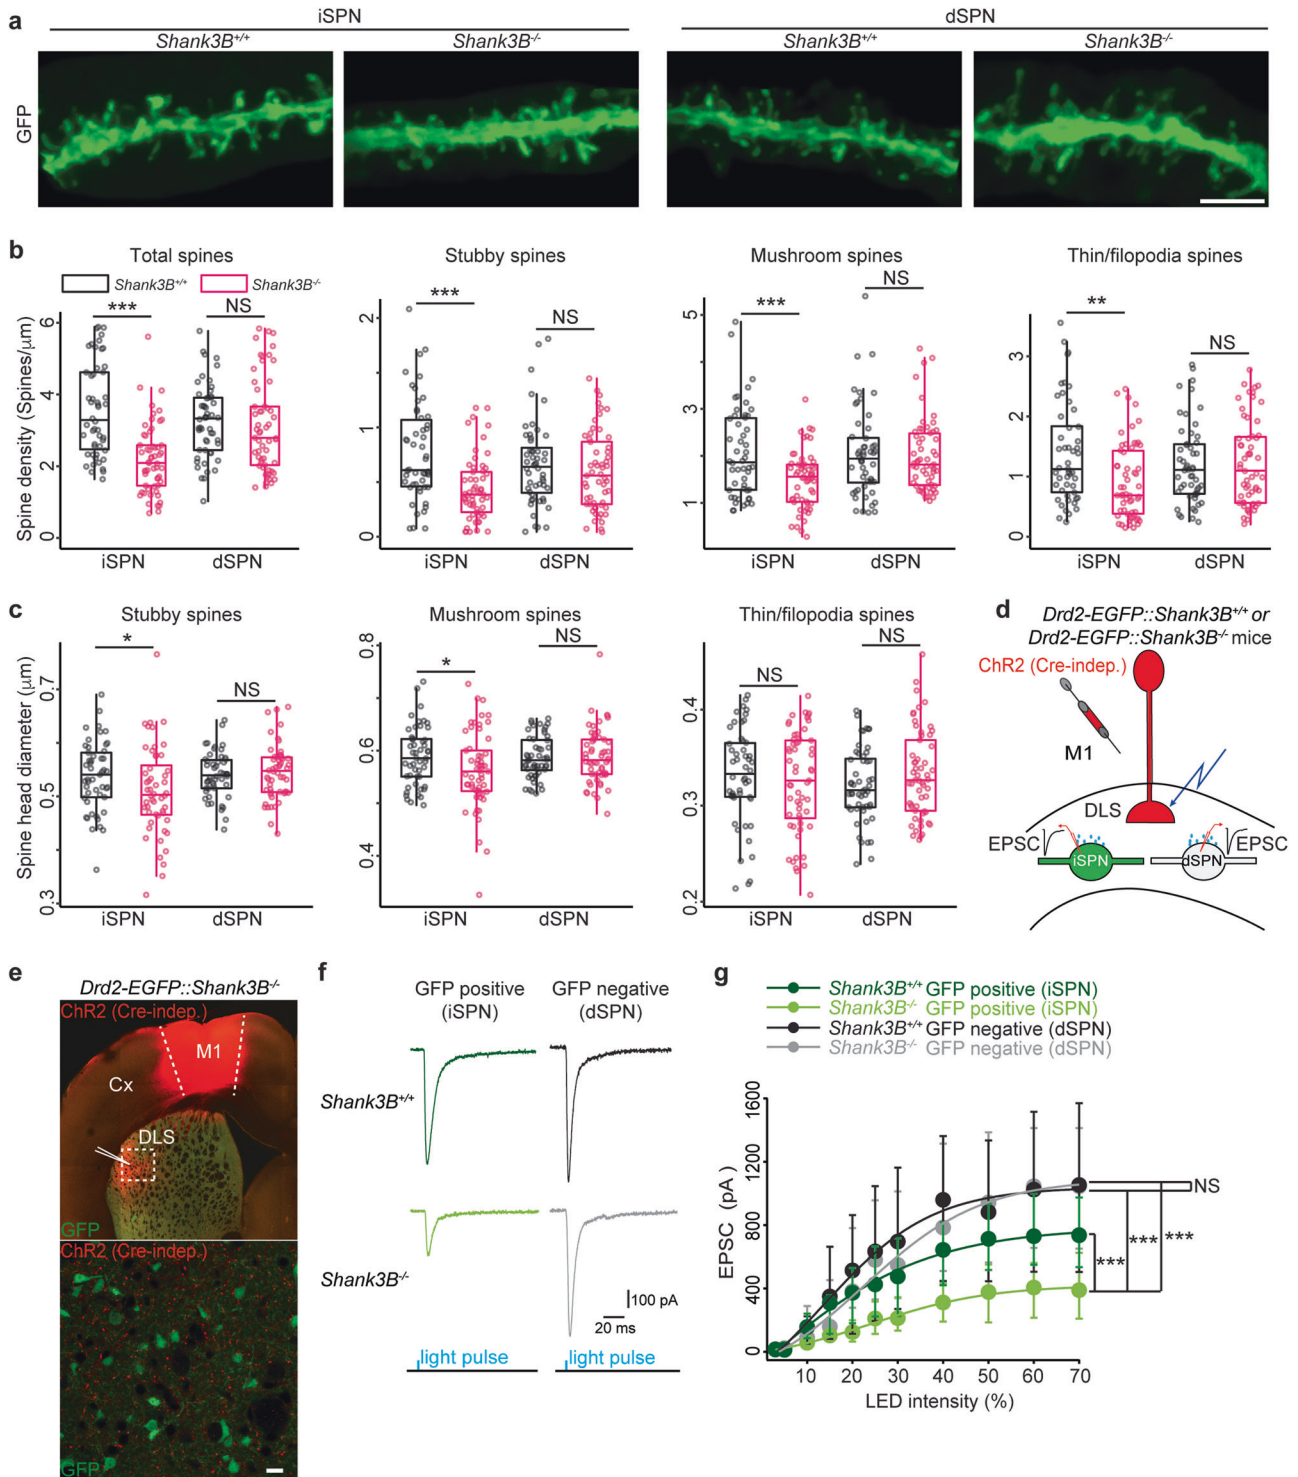 a
iSPN
dSPN
Shank3B+/+
Shank3B-/-
Shank3B+/+
Shank3B-/-
GFP
b
Total spines
Stubby spines
Mushroom spines
Thin/filopodia spines
Shank3B+/+
Shank3B-/-
Spine density (Spines/μm)
*** NS
*** NS
*** NS
** NS
6
4
2
0
2
1
0
5
3
1
3
2
1
0
iSPN dSPN
iSPN dSPN
iSPN dSPN
iSPN dSPN
c
Stubby spines
Mushroom spines
Thin/filopodia spines
Spine head diameter (μm)
* NS
* NS
NS NS
0.7
0.5
0.3
0.8
0.6
0.4
0.4
0.3
0.2
iSPN dSPN
iSPN dSPN
iSPN dSPN
d
Drd2-EGFP::Shank3B+/+ or
Drd2-EGFP::Shank3B-/- mice
ChR2 (Cre-indep.)
M1
DLS
EPSC
EPSC
iSPN
dSPN
e
Drd2-EGFP::Shank3B-/-
ChR2 (Cre-indep.)
M1
Cx
DLS
GFP
ChR2 (Cre-indep.)
GFP
f
GFP positive
(iSPN)
GFP negative
(dSPN)
Shank3B+/+
Shank3B-/-
100 pA
20 ms
light pulse
light pulse
g
Shank3B+/+ GFP positive (iSPN)
Shank3B-/- GFP positive (iSPN)
Shank3B+/+ GFP negative (dSPN)
Shank3B-/- GFP negative (dSPN)
EPSC (pA)
1600
1200
800
400
0
NS
***
***
***
10 20 30 40 50 60 70
LED intensity (%)